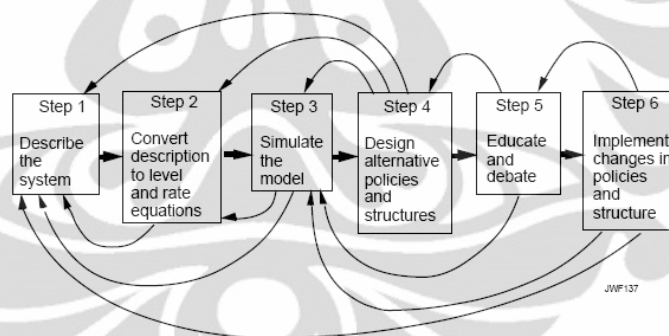 Step 1
Describe
the
system
Step 2
Convert
description
to level
and rate
equations
Step 3
Simulate
the
model
Step 4
Design
alternative
policies
and
structures
Step 5
Educate
and
debate
Step 6
Implement
changes in
policies
and
structure
JWF137